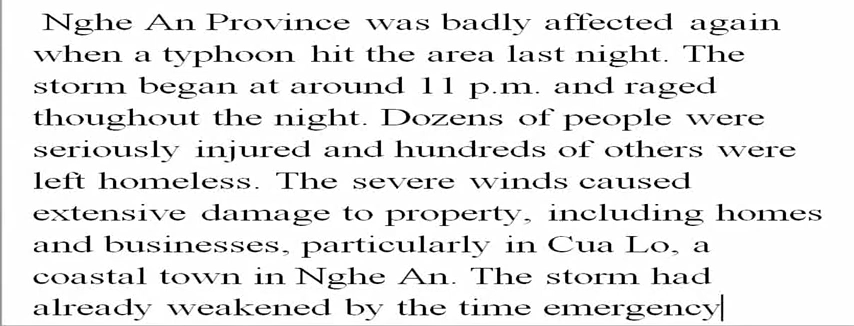 Nghe An Province was badly affected again
when a typhoon hit the area last night. The
storm began at around 11 p.m. and raged
thoughout the night. Dozens of people were
seriously injured and hundreds of others were
left homeless. The severe winds caused
extensive damage to property, including homes
and businesses, particularly in Cua Lo, a
coastal town in Nghe An. The storm had
already weakened by the time emergency